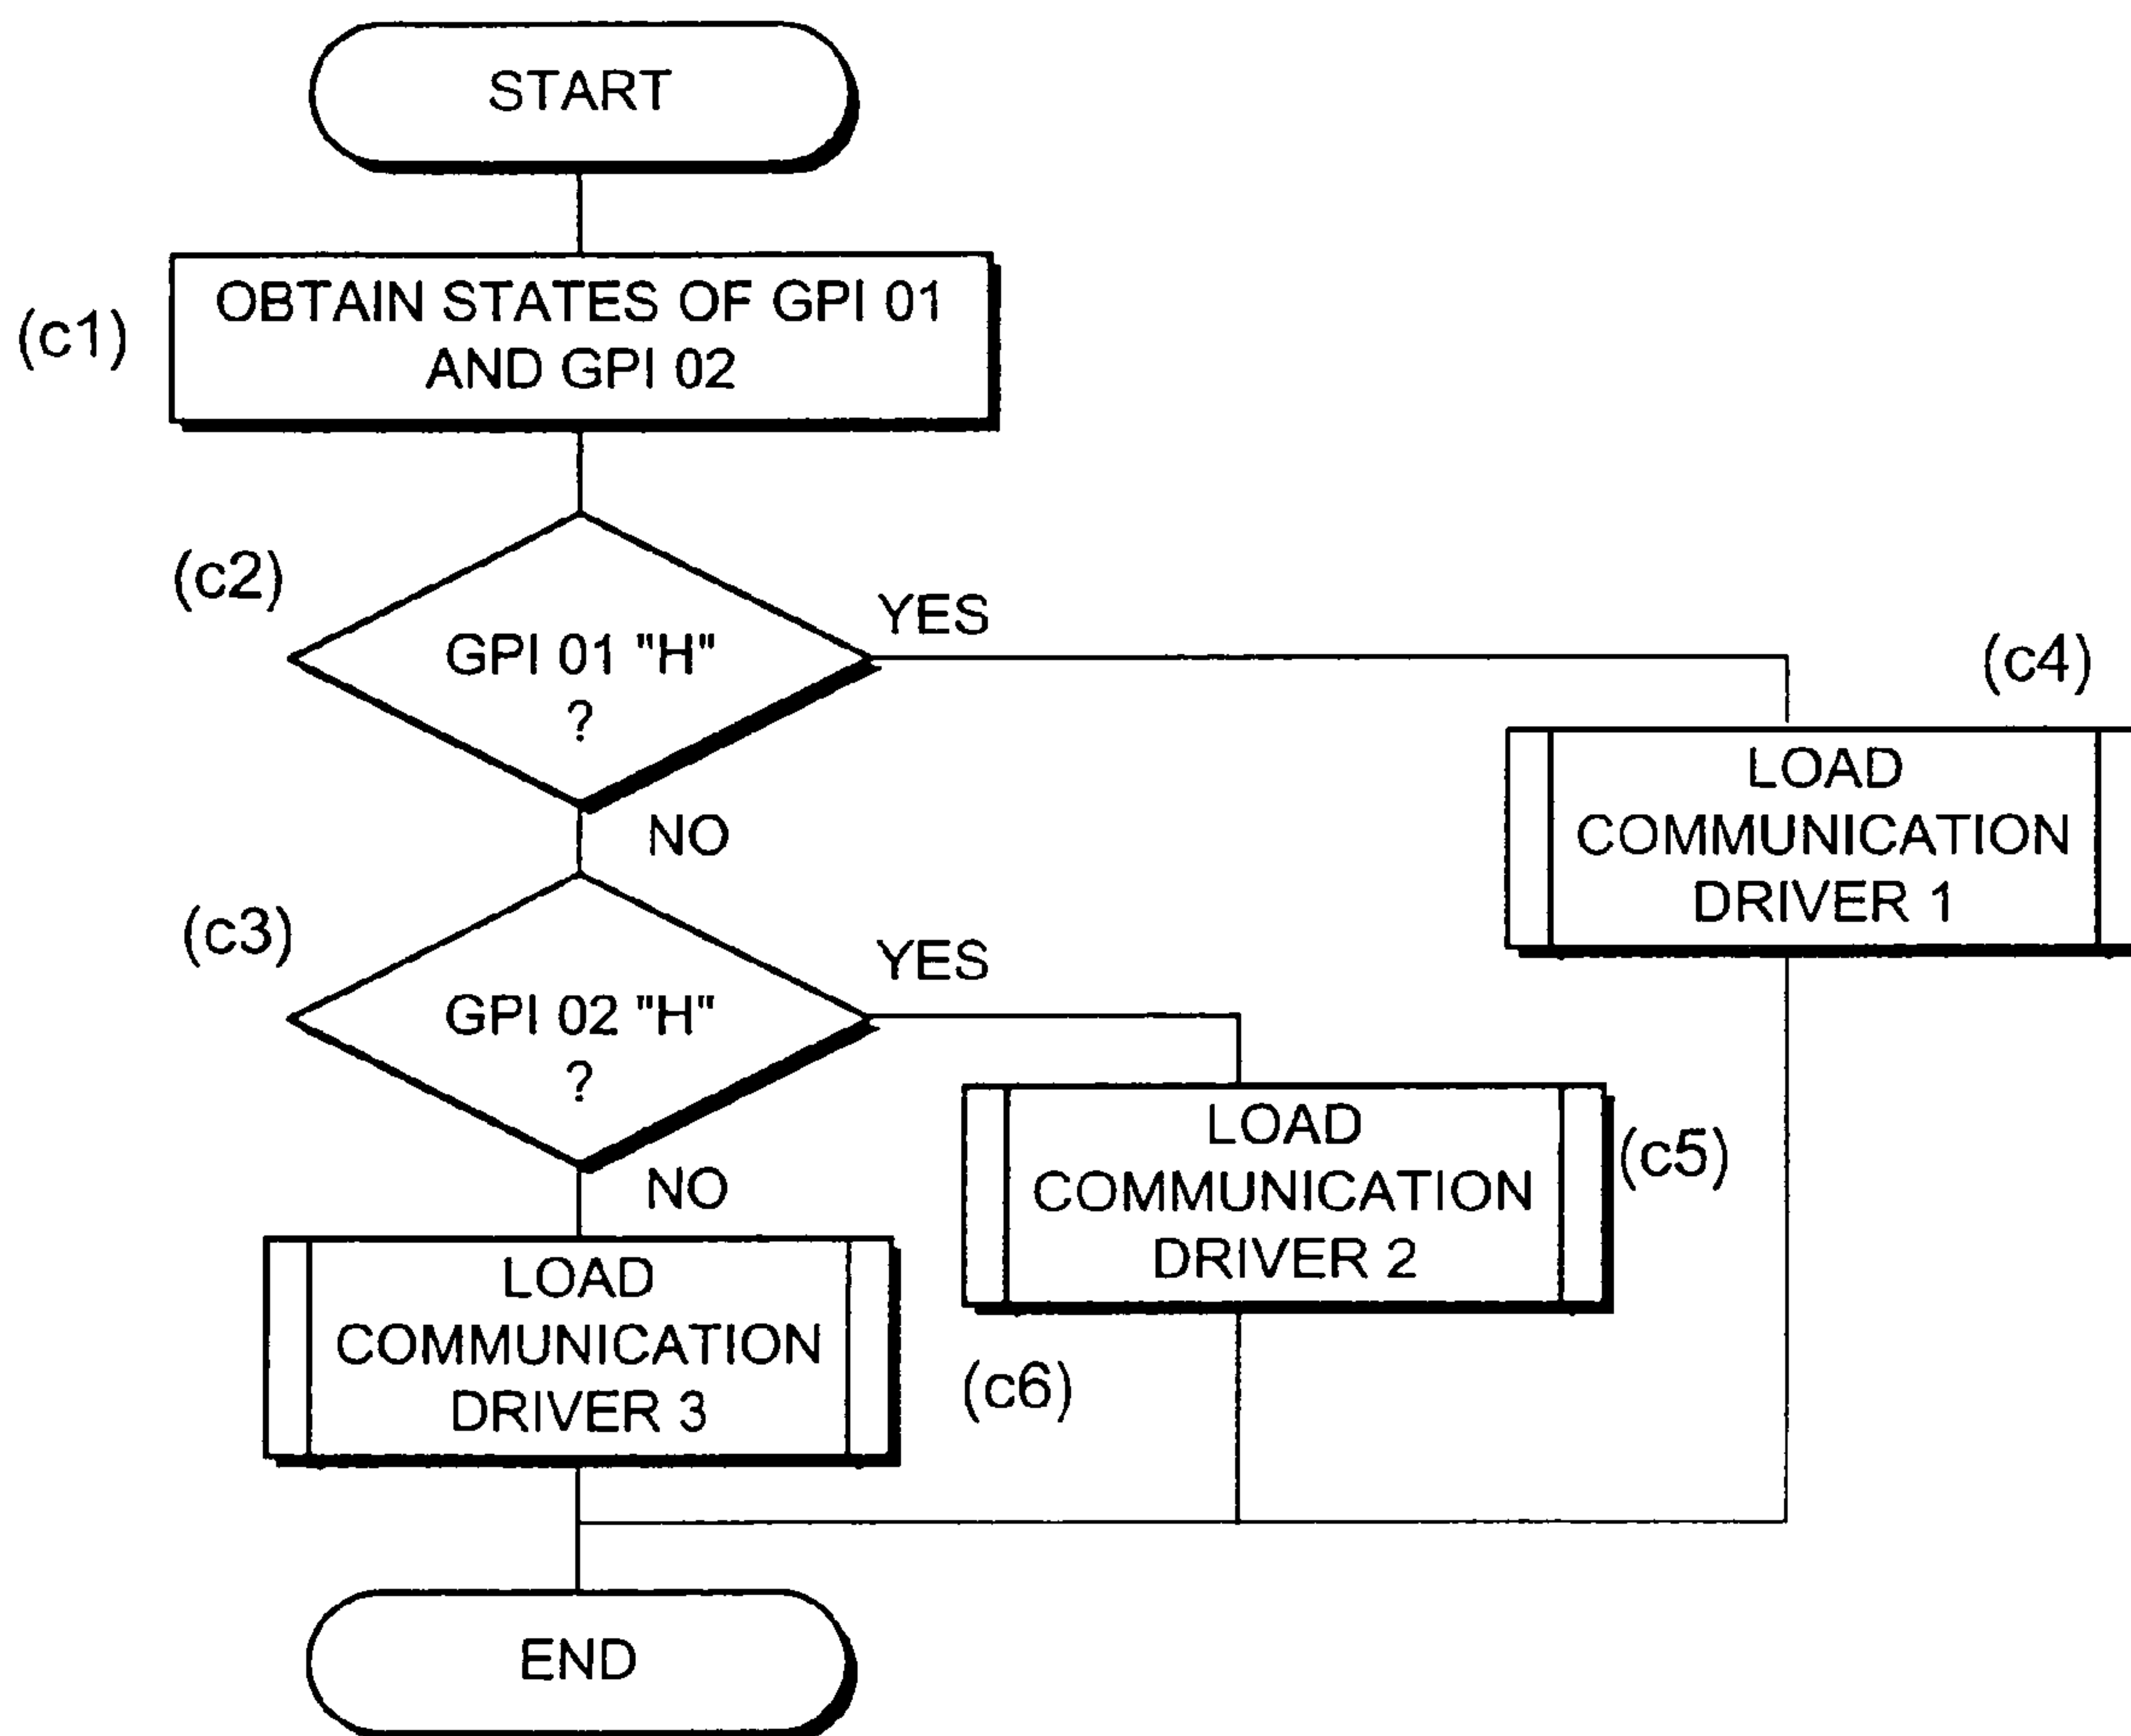 START
(c1)
OBTAIN STATES OF GPI 01
AND GPI 02
(c2)
GPI 01 "H"
?
YES
NO
(c4)
LOAD
COMMUNICATION
DRIVER 1
(c3)
GPI 02 "H"
?
YES
NO
LOAD
COMMUNICATION
DRIVER 2
(c5)
LOAD
COMMUNICATION
DRIVER 3
(c6)
END